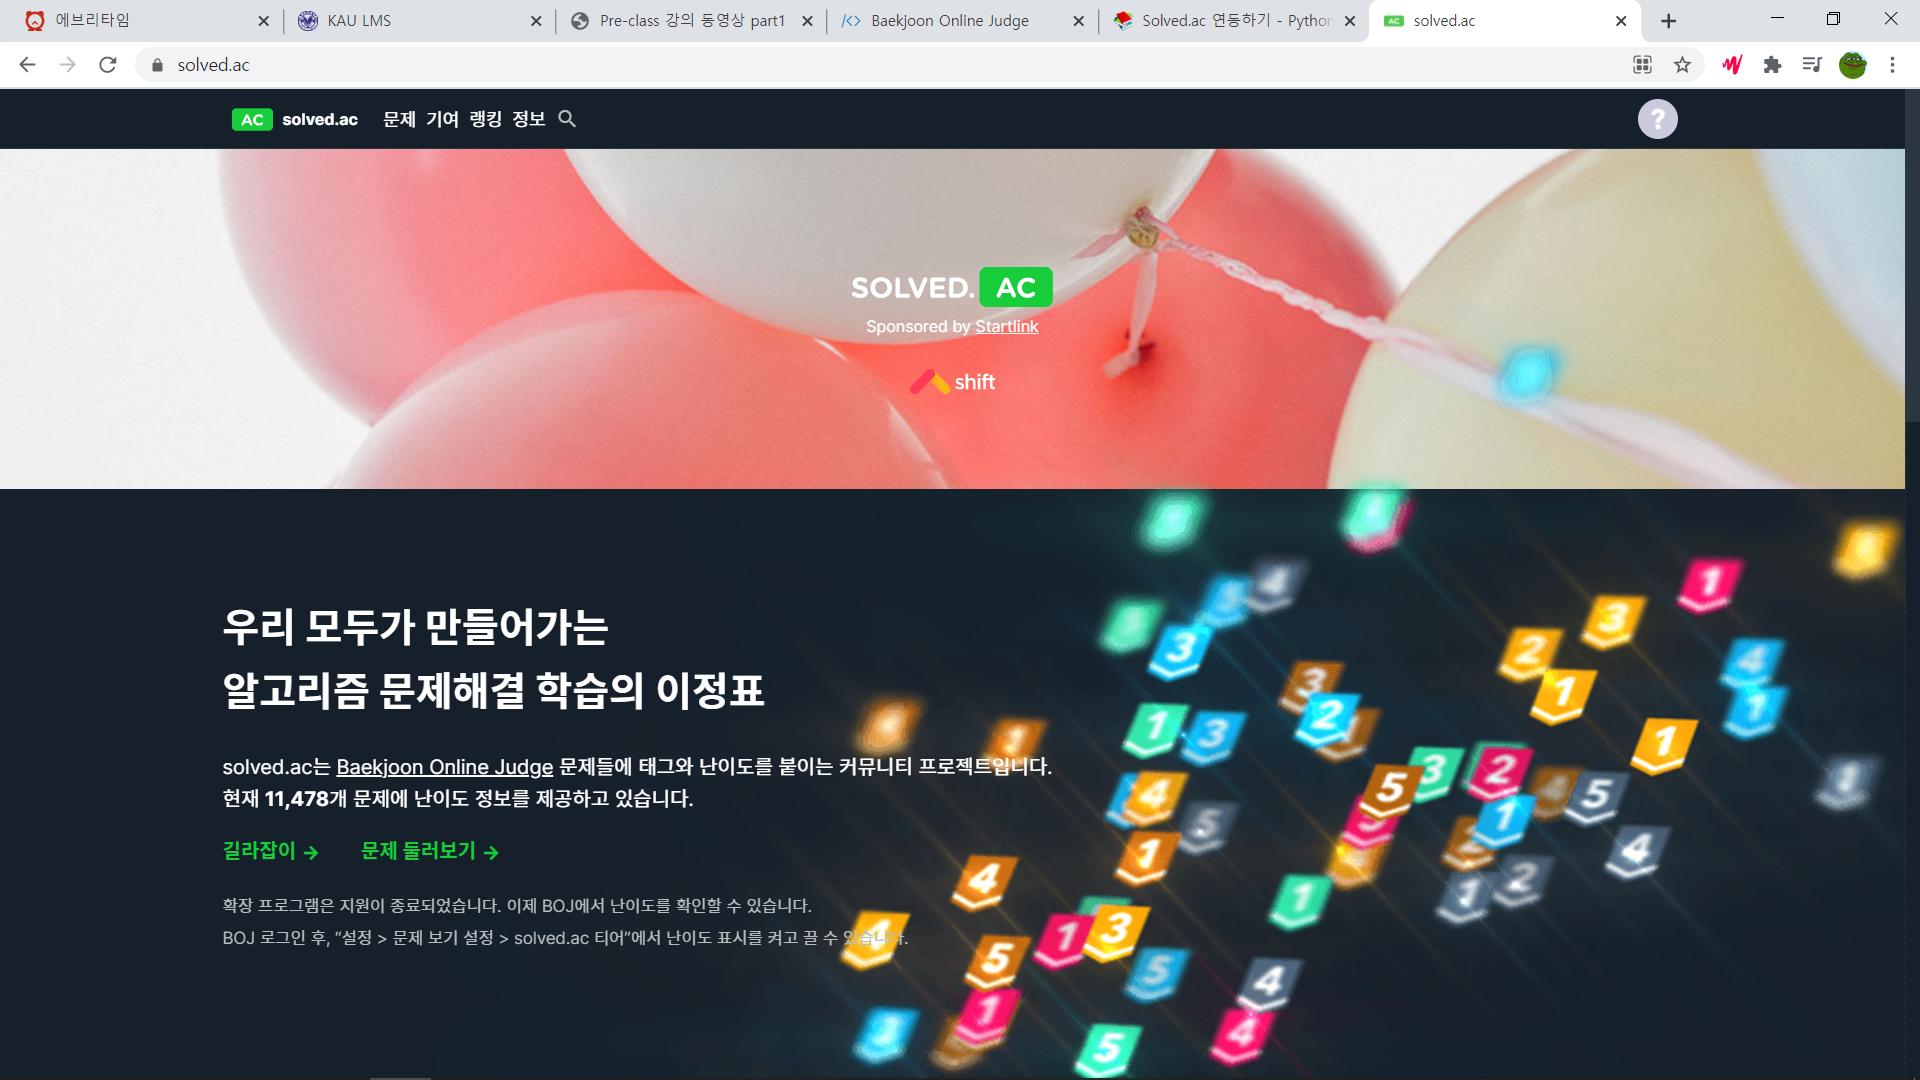 에브리타임
KAU LMS
Pre-class 강의 동영상 part1
Baekjoon Online Judge
Solved.ac 연동하기 - Python
solved.ac
solved.ac
AC solved.ac 문제 기여 랭킹 정보
?
SOLVED. AC
Sponsored by Startlink
shift
우리 모두가 만들어가는
알고리즘 문제해결 학습의 이정표
solved.ac는 Baekjoon Online Judge 문제들에 태그와 난이도를 붙이는 커뮤니티 프로젝트입니다.
현재 11,478개 문제에 난이도 정보를 제공하고 있습니다.
길라잡이 → 문제 둘러보기 →
확장 프로그램은 지원이 종료되었습니다. 이제 BOJ에서 난이도를 확인할 수 있습니다.
BOJ 로그인 후, “설정 > 문제 보기 설정 > solved.ac 티어”에서 난이도 표시를 켜고 끌 수 있습니다.